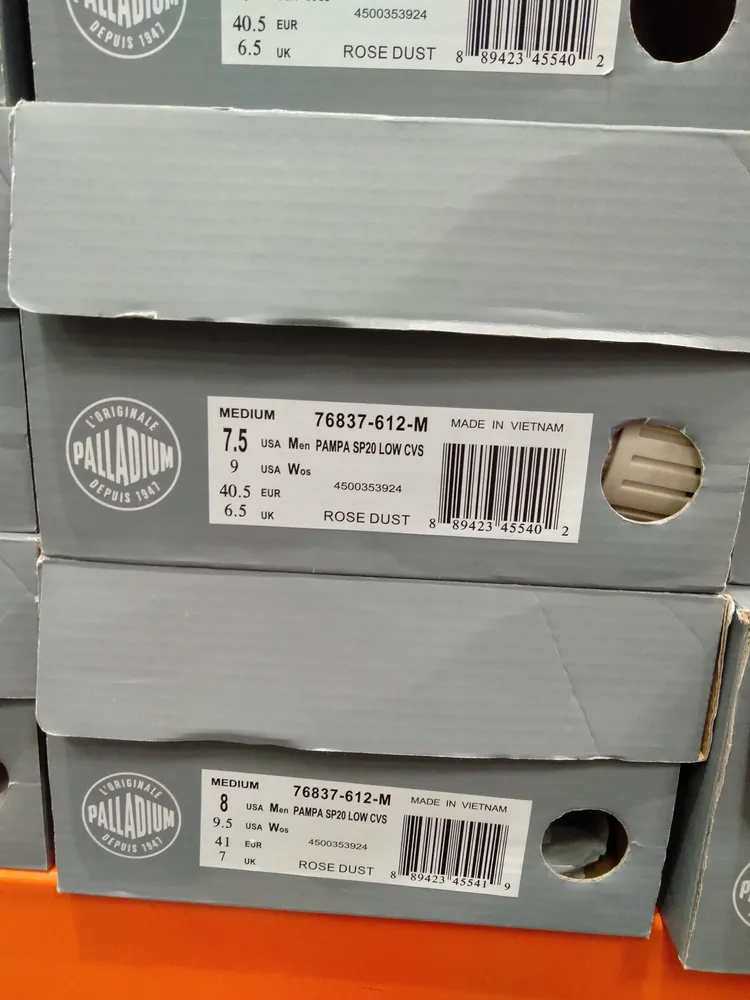 PALLADIUM
DEPUIS 1947
40.5 EUR
6.5 UK
4500353924
ROSE DUST
8 89423 45540 2
L'ORIGINALE
PALLADIUM
DEPUIS 1947
MEDIUM 76837-612-M MADE IN VIETNAM
7.5 USA Men PAMPA SP20 LOW CVS
9 USA Wos
4500353924
40.5 EUR
6.5 UK ROSE DUST
8 89423 45540 2
L'ORIGINALE
PALLADIUM
DEPUIS 1947
MEDIUM 76837-612-M MADE IN VIETNAM
8 USA Men PAMPA SP20 LOW CVS
9.5 USA Wos
4500353924
41 EUR
7 UK ROSE DUST
8 89423 45541 9